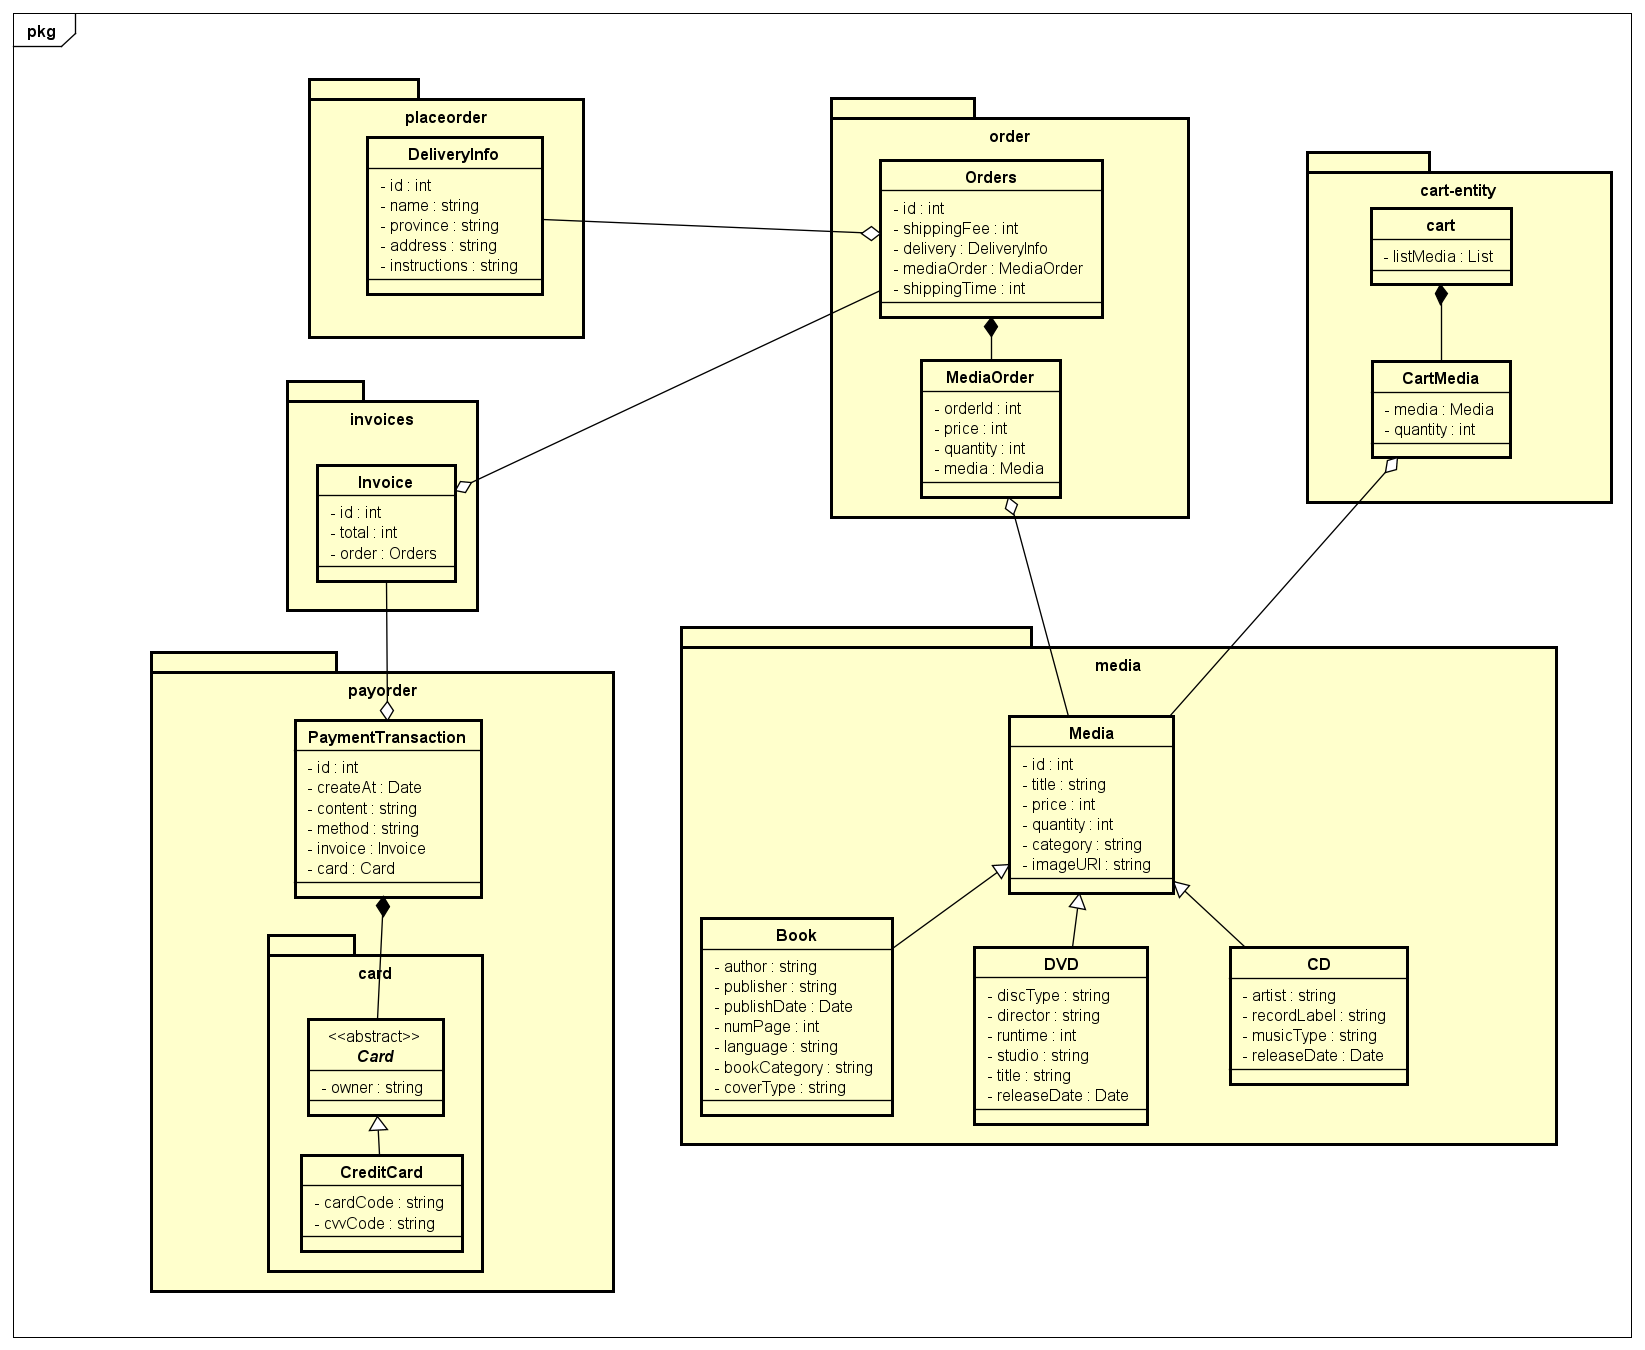 pkg
placeorder
DeliveryInfo
- id : int
- name : string
- province : string
- address : string
- instructions : string
order
Orders
- id : int
- shippingFee : int
- delivery : DeliveryInfo
- mediaOrder : MediaOrder
- shippingTime : int
MediaOrder
- orderId : int
- price : int
- quantity : int
- media : Media
cart-entity
cart
- listMedia : List
CartMedia
- media : Media
- quantity : int
invoices
Invoice
- id : int
- total : int
- order : Orders
payorder
PaymentTransaction
- id : int
- createAt : Date
- content : string
- method : string
- invoice : Invoice
- card : Card
card
<<abstract>>
Card
- owner : string
CreditCard
- cardCode : string
- cvvCode : string
media
Media
- id : int
- title : string
- price : int
- quantity : int
- category : string
- imageURl : string
Book
- author : string
- publisher : string
- publishDate : Date
- numPage : int
- language : string
- bookCategory : string
- coverType : string
DVD
- discType : string
- director : string
- runtime : int
- studio : string
- title : string
- releaseDate : Date
CD
- artist : string
- recordLabel : string
- musicType : string
- releaseDate : Date